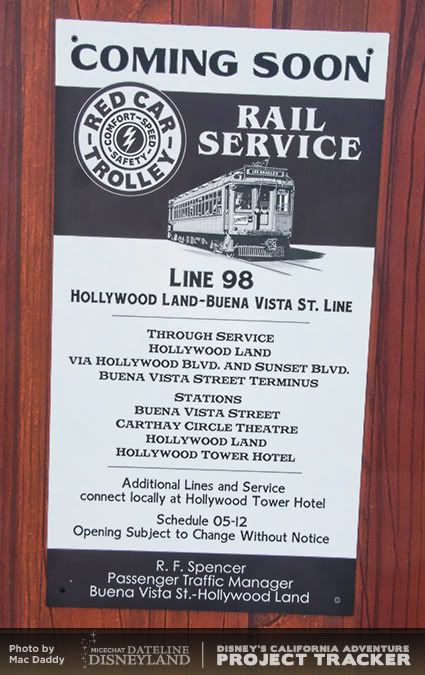 COMING SOON
RED CAR
TROLLEY
COMFORT-SPEED
SAFETY
RAIL
SERVICE
LOS ANGELES
LINE 98
HOLLYWOOD LAND-BUENA VISTA ST. LINE
THROUGH SERVICE
HOLLYWOOD LAND
VIA HOLLYWOOD BLVD. AND SUNSET BLVD.
BUENA VISTA STREET TERMINUS
STATIONS
BUENA VISTA STREET
CARTHAY CIRCLE THEATRE
HOLLYWOOD LAND
HOLLYWOOD TOWER HOTEL
Additional Lines and Service
connect locally at Hollywood Tower Hotel
Schedule 05-12
Opening Subject to Change Without Notice
R. F. Spencer
Passenger Traffic Manager
Buena Vista St.-Hollywood Land
Photo by
Mac Daddy
MICECHAT DATELINE
DISNEYLAND
DISNEY'S CALIFORNIA ADVENTURE
PROJECT TRACKER